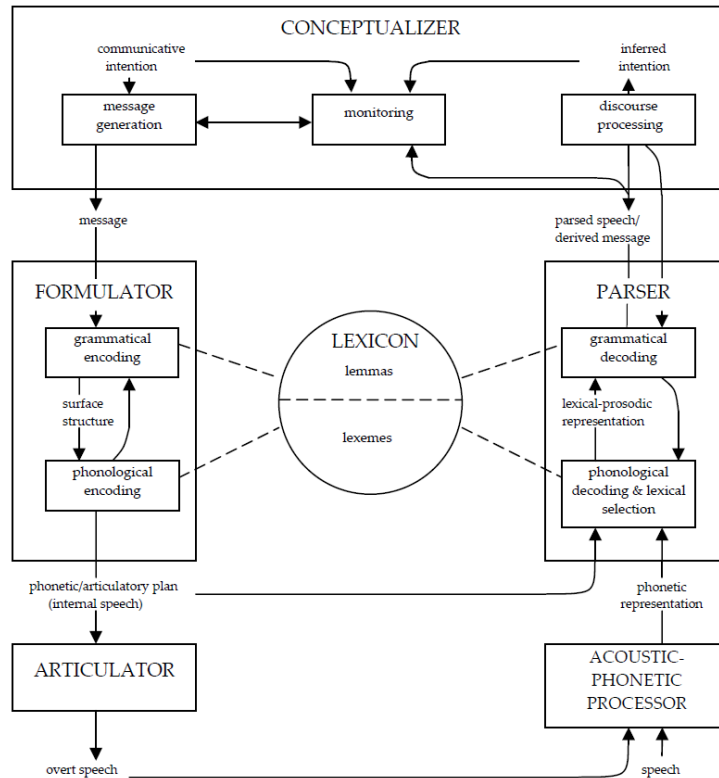 CONCEPTUALIZER
communicative
intention
inferred
intention
message
generation
monitoring
discourse
processing
message
parsed speech/
derived message
FORMULATOR
grammatical
encoding
surface
structure
phonological
encoding
LEXICON
lemmas
lexemes
PARSER
grammatical
decoding
lexical-prosodic
representation
phonological
decoding & lexical
selection
phonetic/articulatory plan
(internal speech)
phonetic
representation
ARTICULATOR
ACOUSTIC-
PHONETIC
PROCESSOR
overt speech
speech